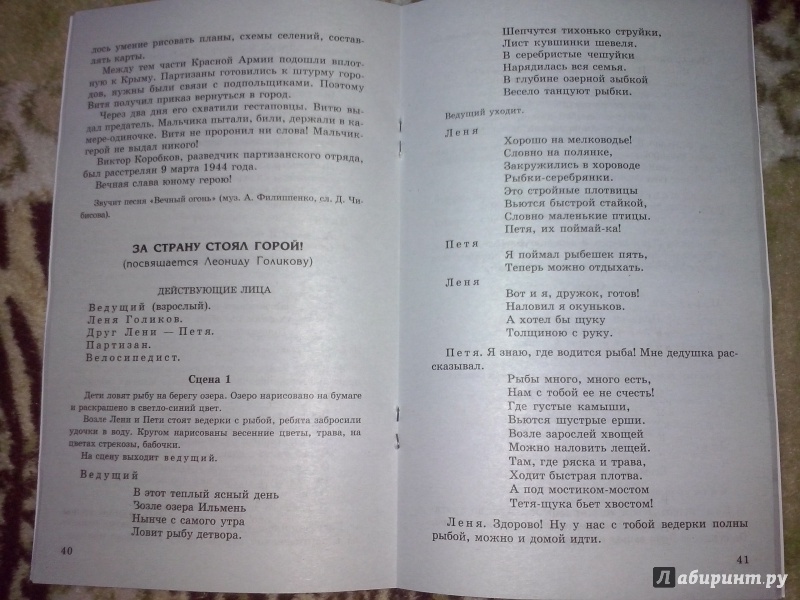 лось умение рисовать планы, схемы селений, состав-
лять карты.
Между тем части Красной Армии подошли вплот-
ную к Крыму. Партизаны готовились к штурму горо-
дов, нужны были связи с подпольщиками. Поэтому
Витя получил приказ вернуться в город.
Через два дня его схватили гестаповцы. Витю вы-
дал предатель. Мальчика пытали, били, держали в ка-
мере-одиночке. Витя не проронил ни слова! Мальчик-
герой не выдал никого!
Виктор Коробков, разведчик партизанского отряда,
был расстрелян 9 марта 1944 года.
Вечная слава юному герою!
Звучит песня «Вечный огонь» (муз. А. Филиппенко, сл. Д. Чи-
бисова).
ЗА СТРАНУ СТОЯЛ ГОРОЙ!
(посвящается Леониду Голикову)
ДЕЙСТВУЮЩИЕ ЛИЦА
Ведущий (взрослый).
Леня Голиков.
Друг Лени — Петя.
Партизан.
Велосипедист.
Сцена 1
Дети ловят рыбу на берегу озера. Озеро нарисовано на бумаге
и раскрашено в светло-синий цвет.
Возле Лени и Пети стоят ведерки с рыбой, ребята забросили
удочки в воду. Кругом нарисованы весенние цветы, трава, на
цветах стрекозы, бабочки.
На сцену выходит ведущий.
Ведущий
В этот теплый ясный день
Возле озера Ильмень
Нынче с самого утра
Ловит рыбу детвора.
40
Шепчутся тихонько струйки,
Лист кувшинки шевеля.
В серебристые чешуйки
Нарядилась вся семья.
В глубине озерной зыбкой
Весело танцуют рыбки.
Ведущий уходит.
Леня
Хорошо на мелководье!
Словно на полянке,
Закружились в хороводе
Рыбки-серебрянки.
Это стройные плотвицы
Вьются быстрой стайкой,
Словно маленькие птицы.
Петя, их поймай-ка!
Петя
Я поймал рыбешек пять,
Теперь можно отдыхать.
Леня
Вот и я, дружок, готов!
Наловил я окуньков.
А хотел бы щуку
Толщиною с руку.
Петя. Я знаю, где водится рыба! Мне дедушка рас-
сказывал.
Рыбы много, много есть,
Нам с тобой ее не счесть!
Где густые камыши,
Вьются шустрые ерши.
Возле зарослей хвощей
Можно наловить лещей.
Там, где ряска и трава,
Ходит быстрая плотва.
А под мостиком-мостом
Тетя-щука бьет хвостом!
Леня. Здорово! Ну у нас с тобой ведерки полны
рыбой, можно и домой идти.
41
Лабиринт.ру